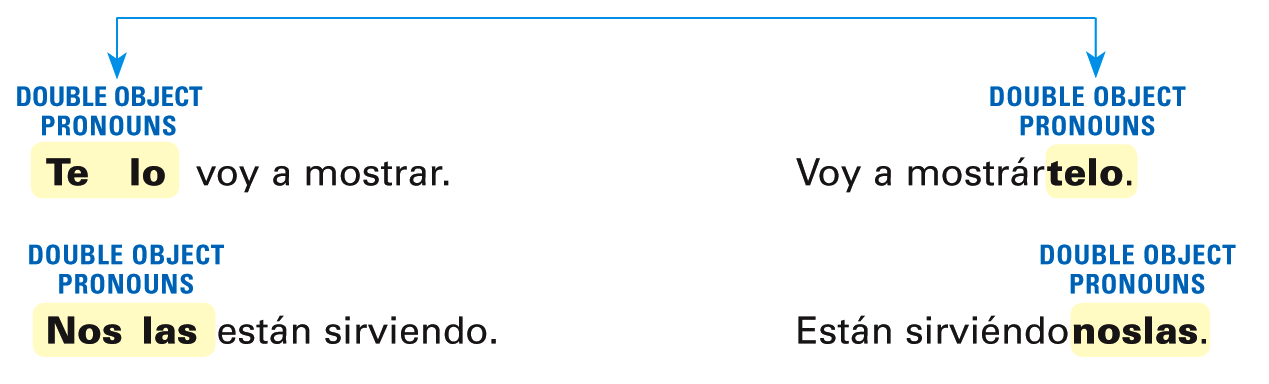 DOUBLE OBJECT
PRONOUNS
DOUBLE OBJECT
PRONOUNS
Te lo voy a mostrar.
Voy a mostrártelo.
DOUBLE OBJECT
PRONOUNS
DOUBLE OBJECT
PRONOUNS
Nos las están sirviendo.
Están sirviéndonoslas.